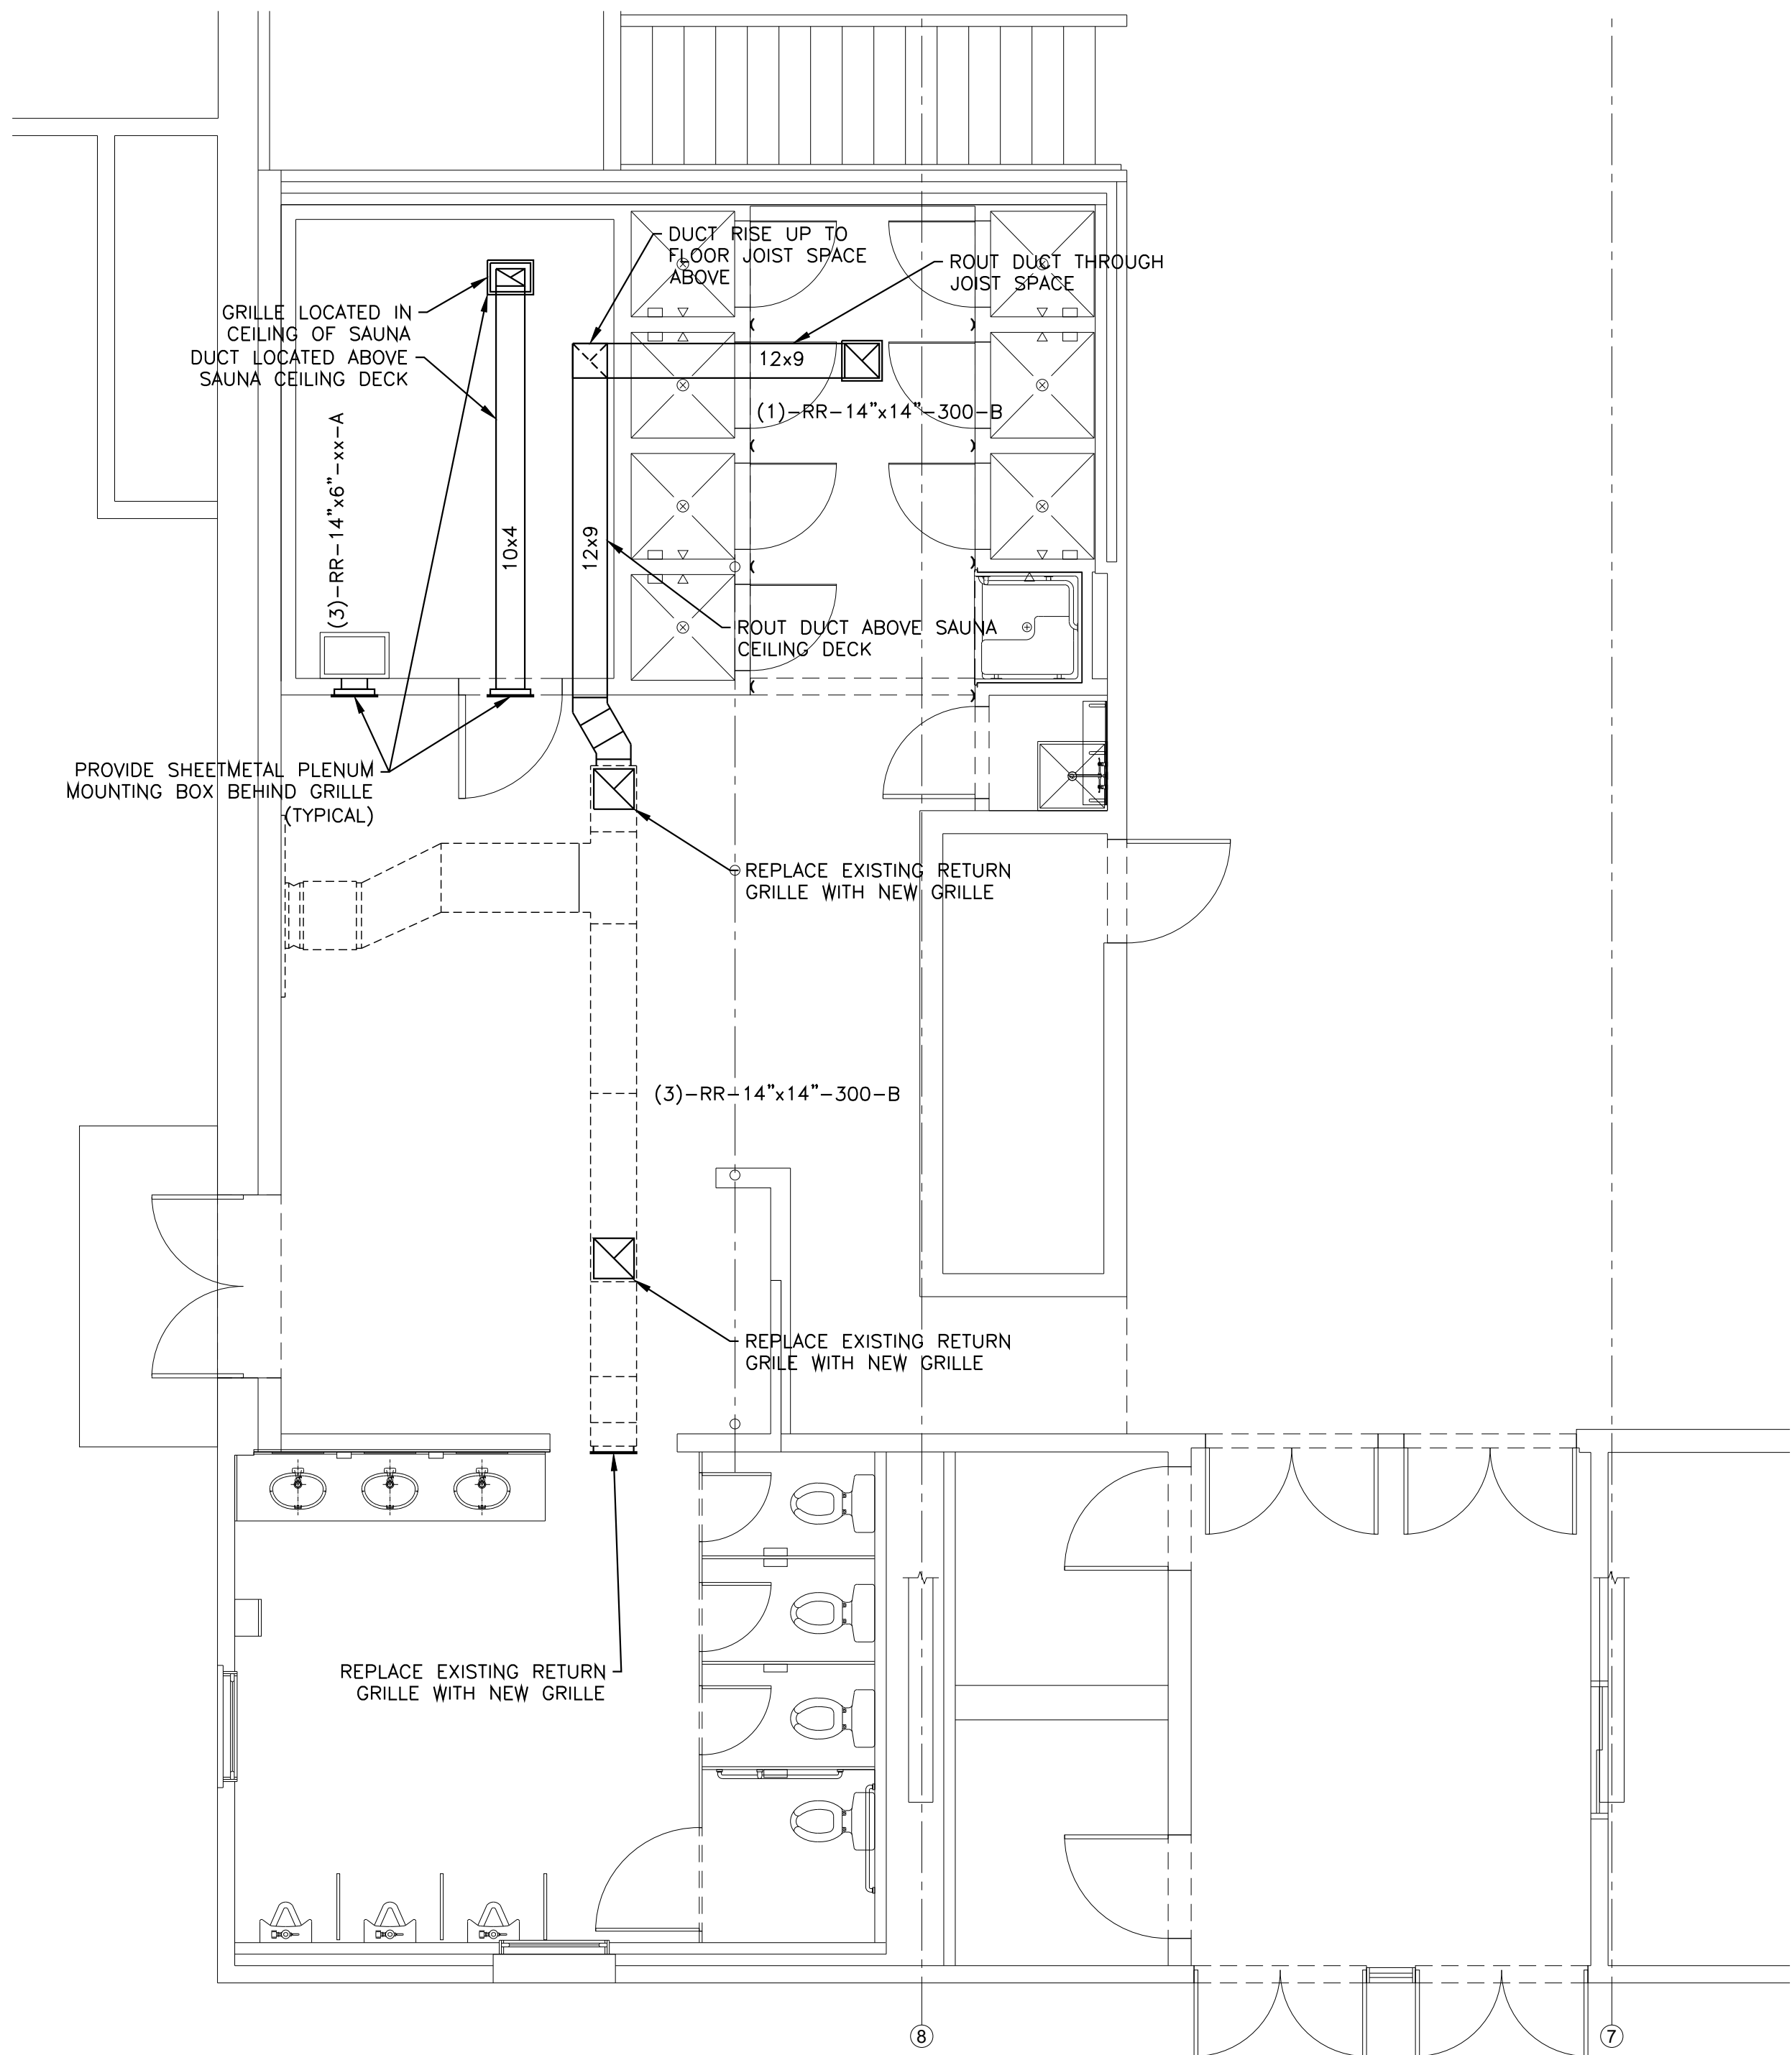 DUCT RISE UP TO
FLOOR JOIST SPACE
ABOVE
ROUT DUCT THROUGH
JOIST SPACE
GRILLE LOCATED IN
CEILING OF SAUNA
DUCT LOCATED ABOVE
SAUNA CEILING DECK
12x9
(1)-RR-14"x14"-300-B
(3)-RR-14"x6"-xx-A
10x4
12x9
ROUT DUCT ABOVE SAUNA
CEILING DECK
PROVIDE SHEETMETAL PLENUM
MOUNTING BOX BEHIND GRILLE
(TYPICAL)
REPLACE EXISTING RETURN
GRILLE WITH NEW GRILLE
(3)-RR-14"x14"-300-B
REPLACE EXISTING RETURN
GRILE WITH NEW GRILLE
REPLACE EXISTING RETURN
GRILLE WITH NEW GRILLE
8
7